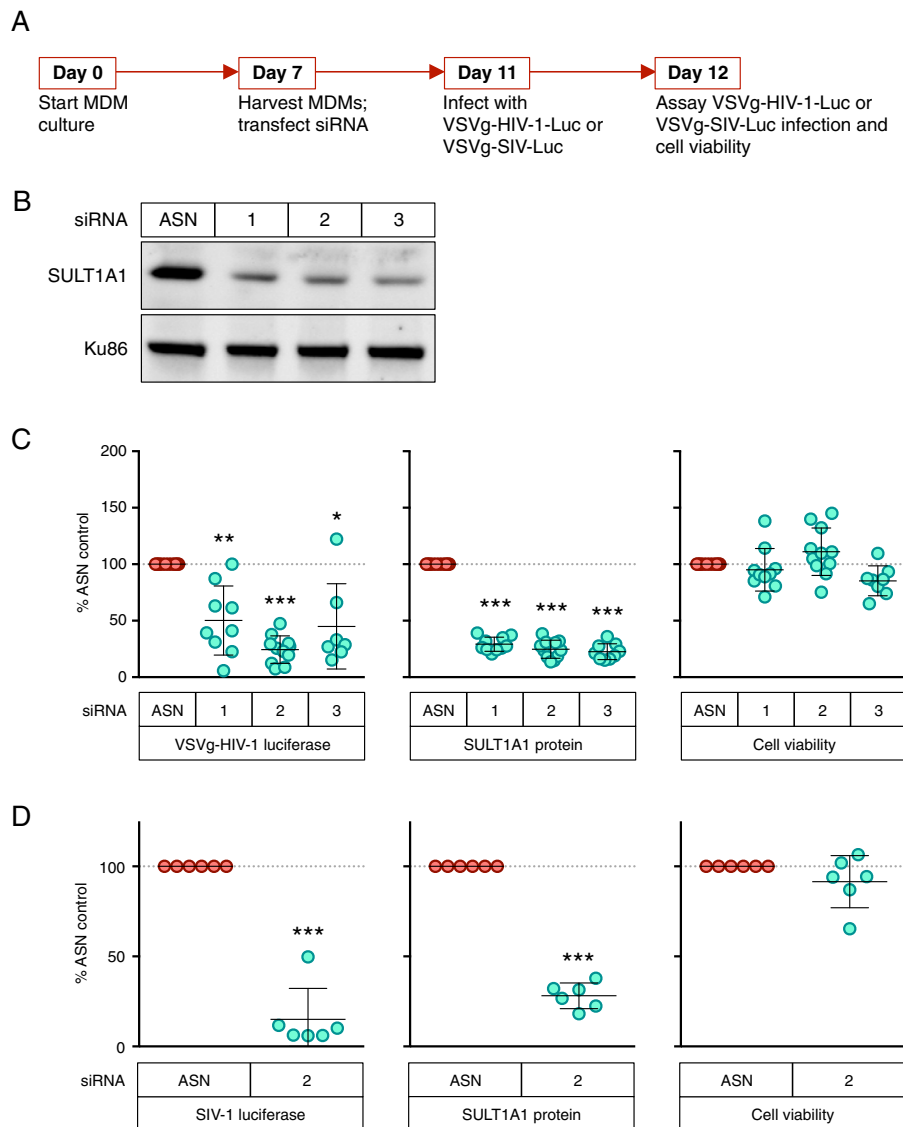 A
Day 0
Start MDM
culture
Day 7
Harvest MDMs;
transfect siRNA
Day 11
Infect with
VSVg-HIV-1-Luc or
VSVg-SIV-Luc
Day 12
Assay VSVg-HIV-1-Luc or
VSVg-SIV-Luc infection and
cell viability
B
siRNA ASN 1 2 3
SULT1A1
Ku86
C
% ASN control
200
150
100
50
0
** *** *
*** *** ***
siRNA ASN 1 2 3 ASN 1 2 3 ASN 1 2 3
VSVg-HIV-1 luciferase SULT1A1 protein Cell viability
D
% ASN control
100
50
0
***
***
siRNA ASN 2 ASN 2 ASN 2
SIV-1 luciferase SULT1A1 protein Cell viability